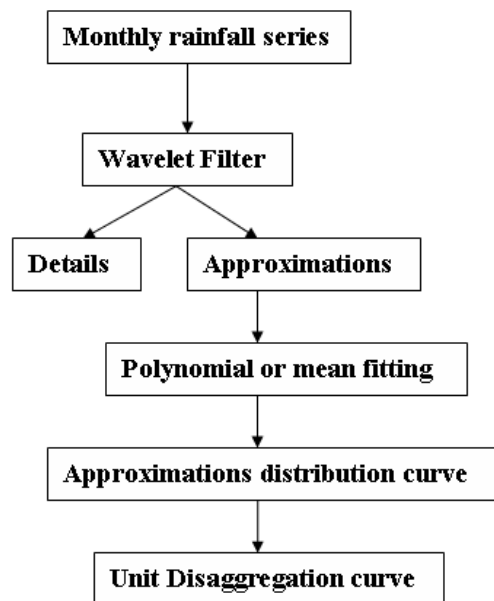 Monthly rainfall series
Wavelet Filter
Details
Approximations
Polynomial or mean fitting
Approximations distribution curve
Unit Disaggregation curve